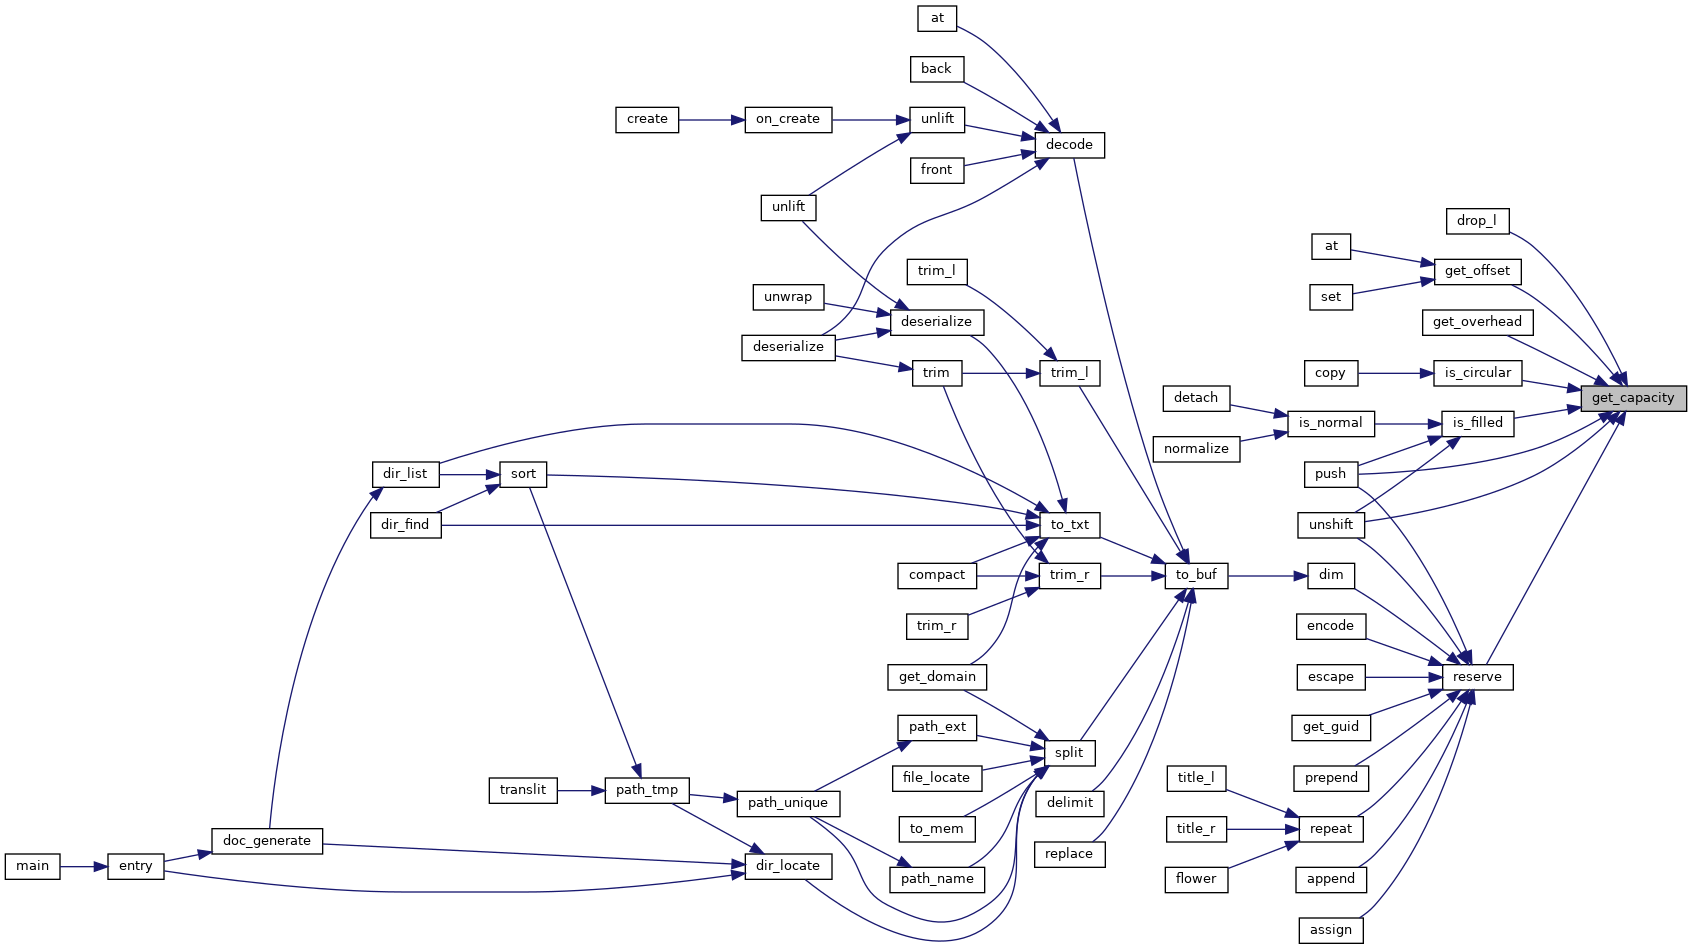 at
back
create
on_create
unlift
decode
front
unlift
drop_l
at
get_offset
trim_l
unwrap
set
deserialize
get_overhead
deserialize
trim
trim_l
copy
is_circular
get_capacity
detach
is_normal
is_filled
normalize
dir_list
sort
push
dir_find
to_txt
unshift
compact
trim_r
to_buf
dim
trim_r
encode
get_domain
escape
reserve
path_ext
get_guid
split
file_locate
title_l
prepend
translit
path_tmp
path_unique
delimit
to_mem
title_r
repeat
doc_generate
replace
main
entry
dir_locate
path_name
flower
append
assign